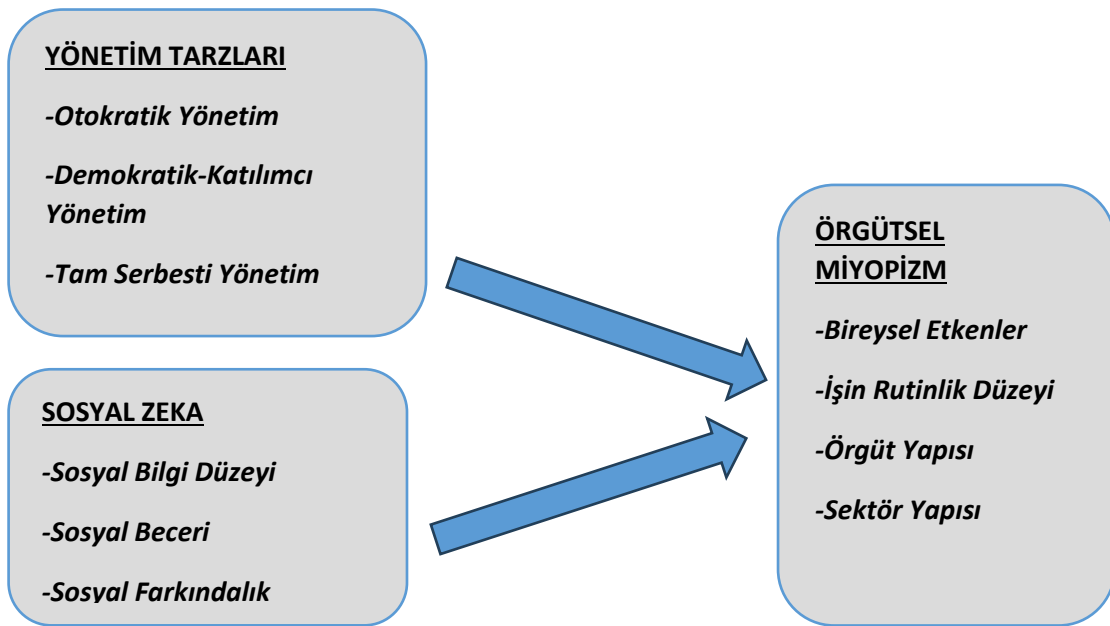 YÖNETİM TARZLARI
-Otokratik Yönetim
-Demokratik-Katılımcı
Yönetim
-Tam Serbesti Yönetim
SOSYAL ZEKA
-Sosyal Bilgi Düzeyi
-Sosyal Beceri
-Sosyal Farkındalık
ÖRGÜTSEL
MİYOPİZM
-Bireysel Etkenler
-İşin Rutinlik Düzeyi
-Örgüt Yapısı
-Sektör Yapısı